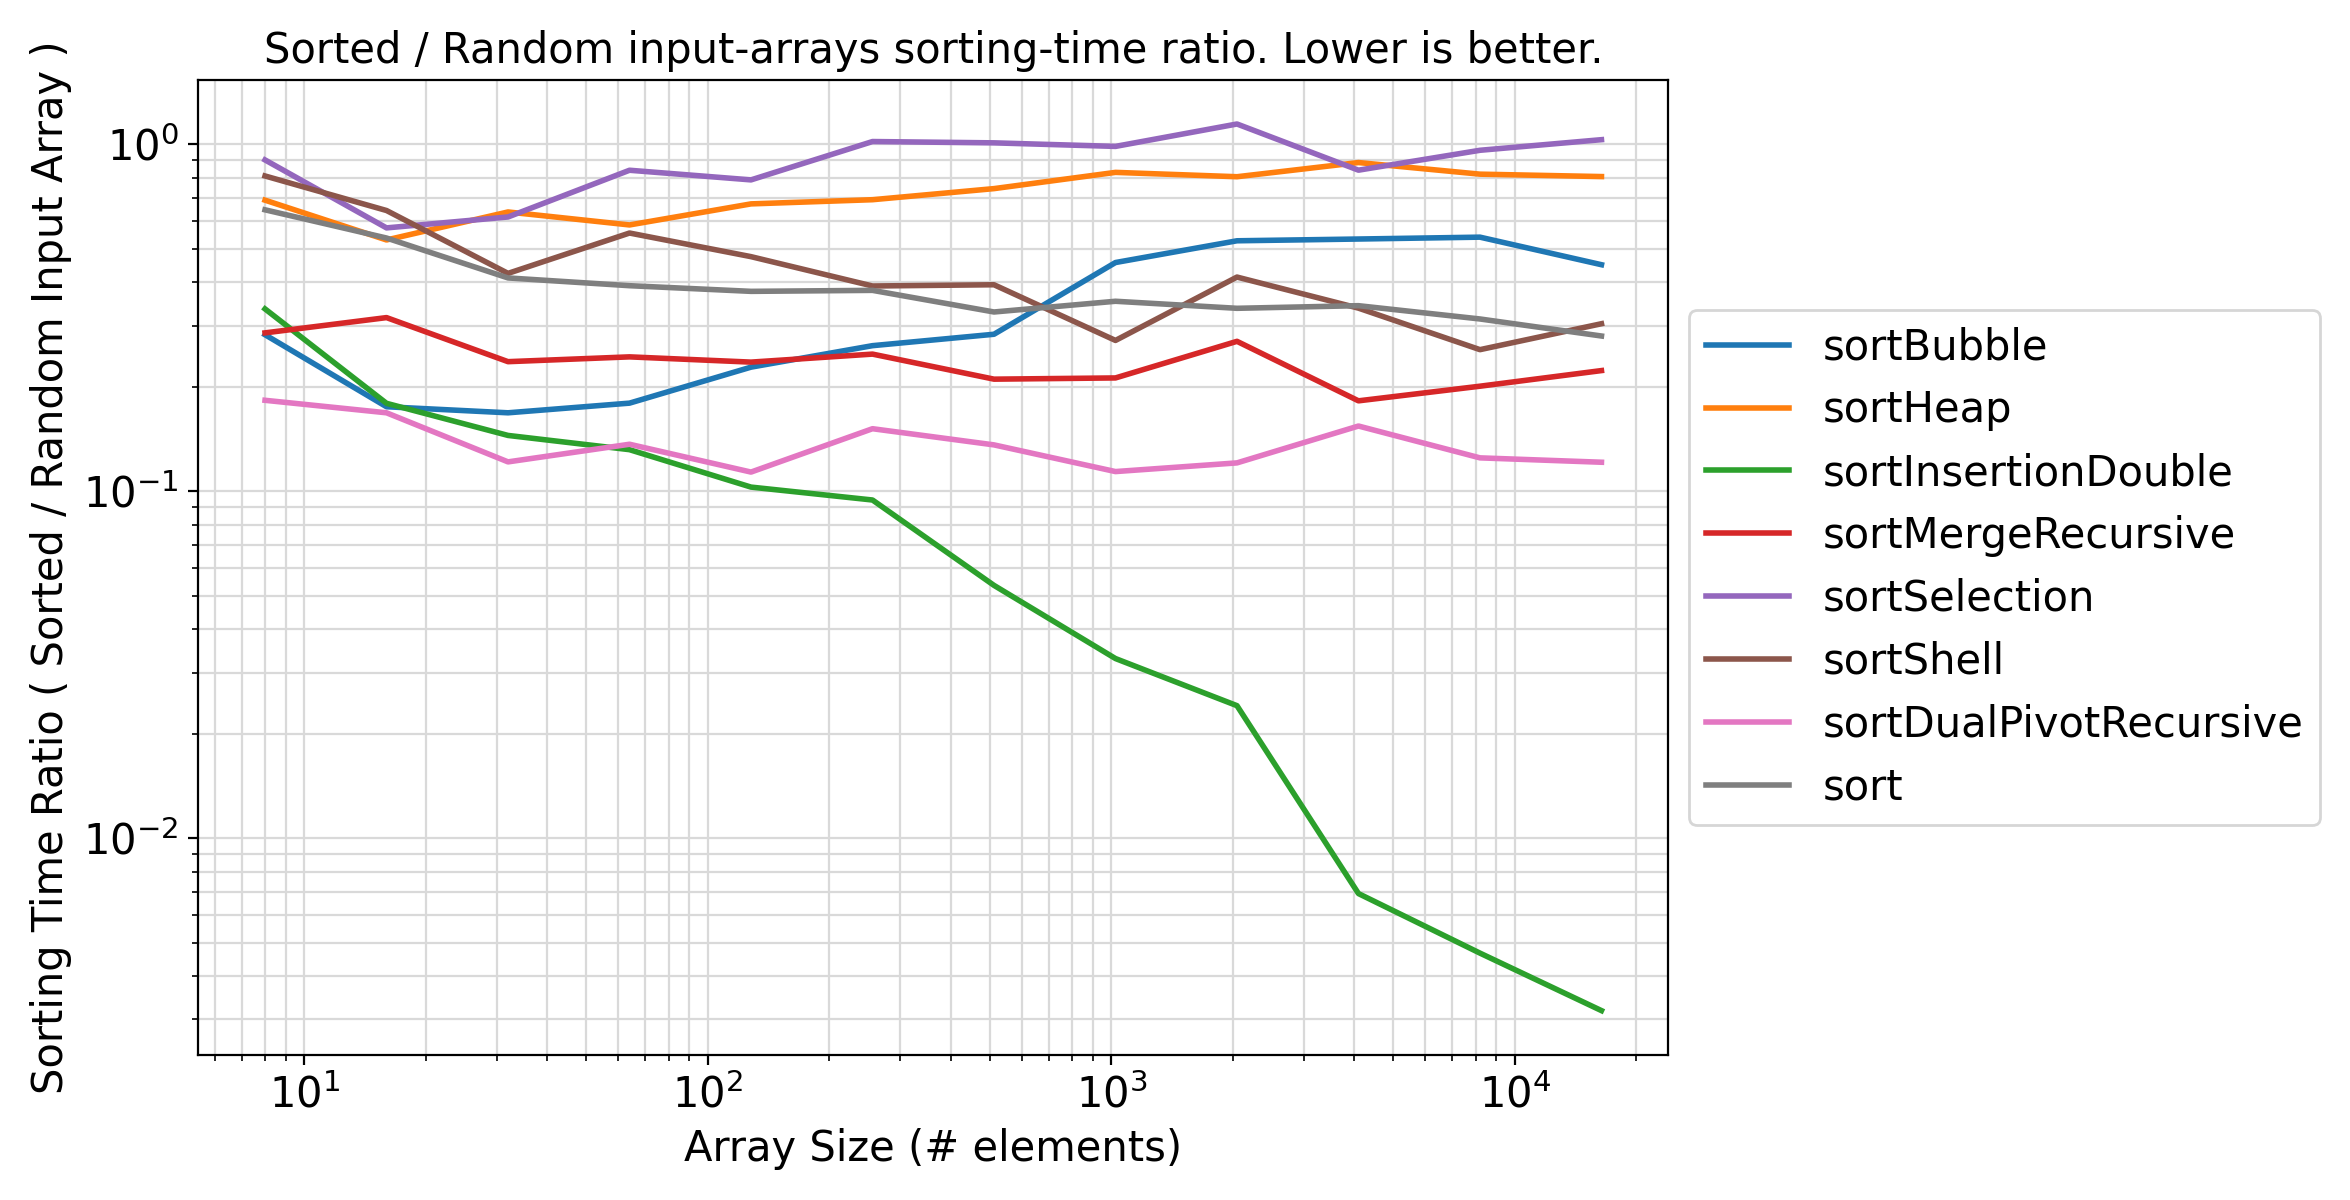 Sorted / Random input-arrays sorting-time ratio. Lower is better.
Sorting Time Ratio ( Sorted / Random Input Array )
10⁰
10⁻¹
10⁻²
10¹ 10² 10³ 10⁴
Array Size (# elements)
sortBubble
sortHeap
sortInsertionDouble
sortMergeRecursive
sortSelection
sortShell
sortDualPivotRecursive
sort